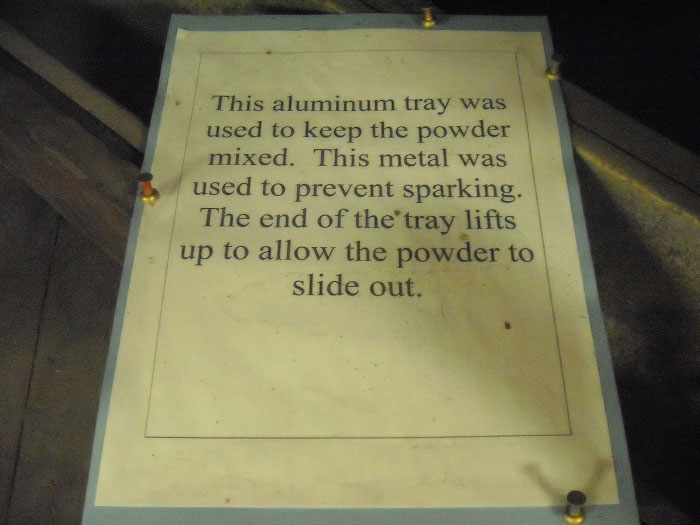 This aluminum tray was
used to keep the powder
mixed. This metal was
used to prevent sparking.
The end of the tray lifts
up to allow the powder to
slide out.